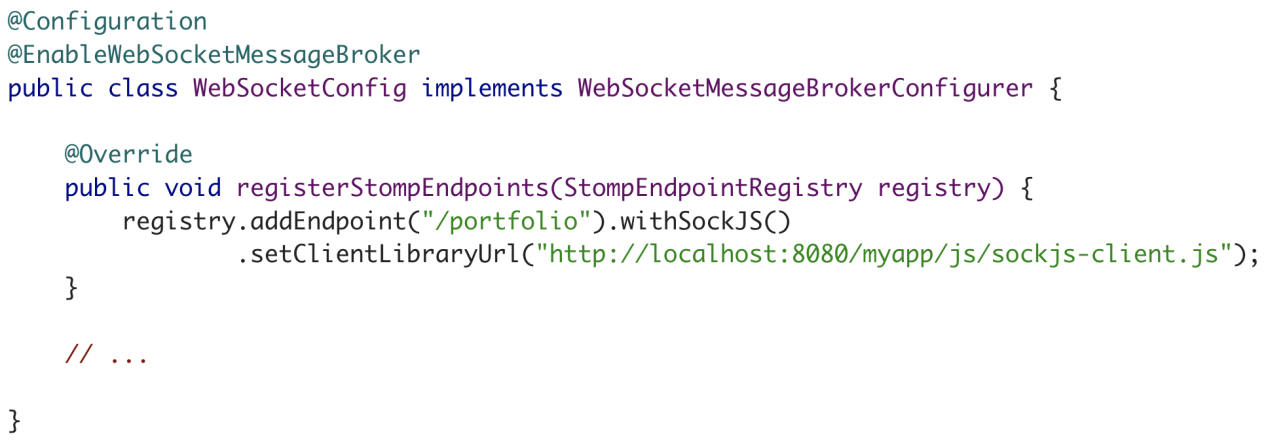 @Configuration
@EnableWebSocketMessageBroker
public class WebSocketConfig implements WebSocketMessageBrokerConfigurer {
@Override
public void registerStompEndpoints(StompEndpointRegistry registry) {
registry.addEndpoint("/portfolio").withSockJS()
.setClientLibraryUrl("http://localhost:8080/myapp/js/sockjs-client.js");
}
// ...
}